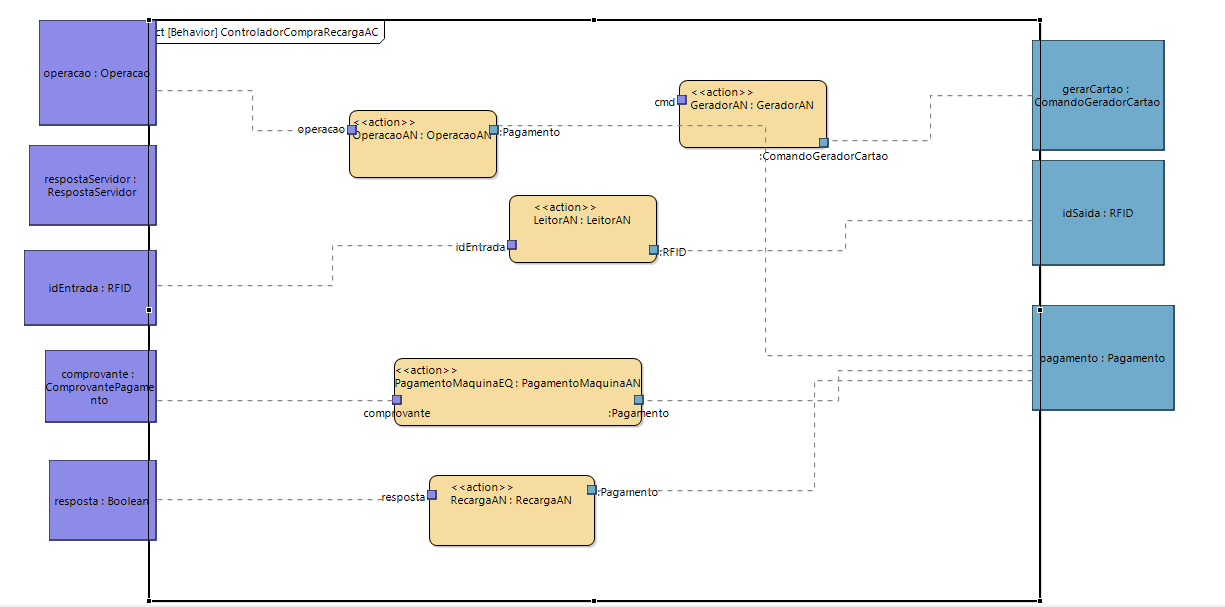 ct [Behavior] ControladorCompraRecargaAC
operacao : Operacao
respostaServidor :
RespostaServidor
idEntrada : RFID
comprovante :
ComprovantePagame
nto
resposta : Boolean
<<action>>
OperacaoAN : OperacaoAN
operacao
:Pagamento
<<action>>
GeradorAN : GeradorAN
cmd
:ComandoGeradorCartao
<<action>>
LeitorAN : LeitorAN
idEntrada
:RFID
<<action>>
PagamentoMaquinaEQ : PagamentoMaquinaAN
comprovante
:Pagamento
<<action>>
RecargaAN : RecargaAN
resposta
:Pagamento
gerarCartao :
ComandoGeradorCartao
idSaida : RFID
pagamento : Pagamento